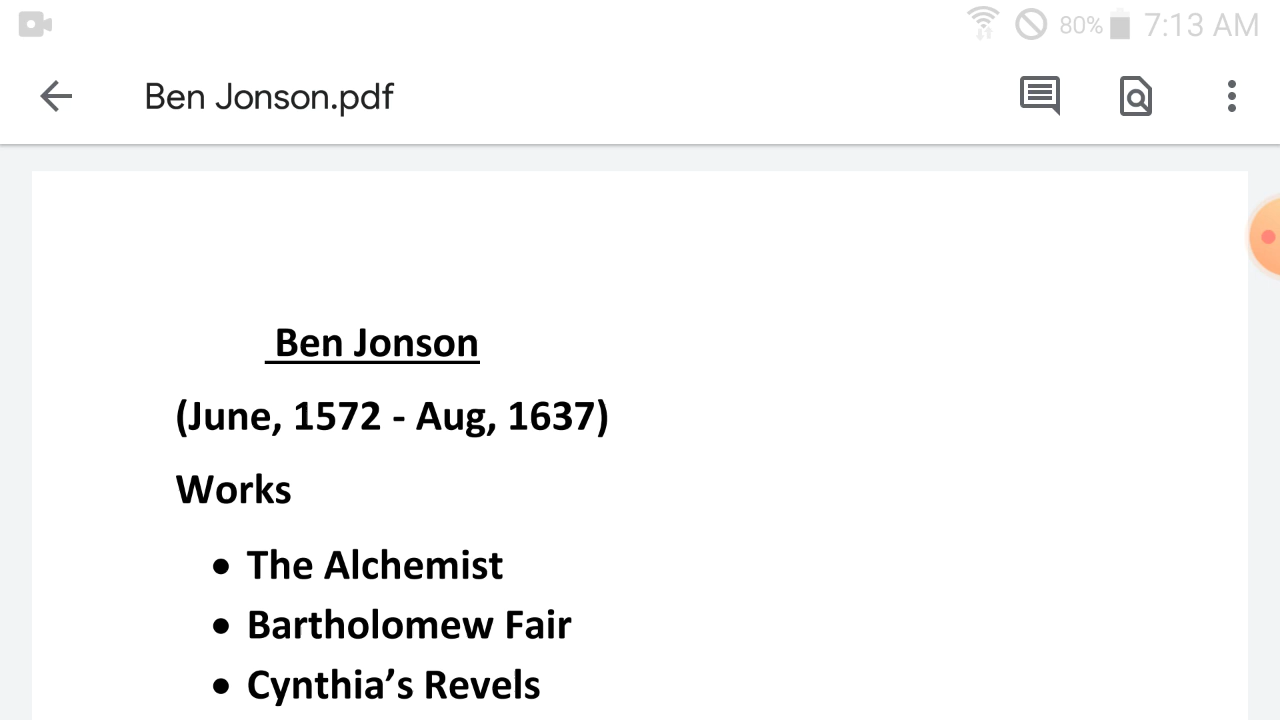 80% 7:13 AM
Ben Jonson.pdf
Ben Jonson
(June, 1572 - Aug, 1637)
Works
• The Alchemist
• Bartholomew Fair
• Cynthia’s Revels